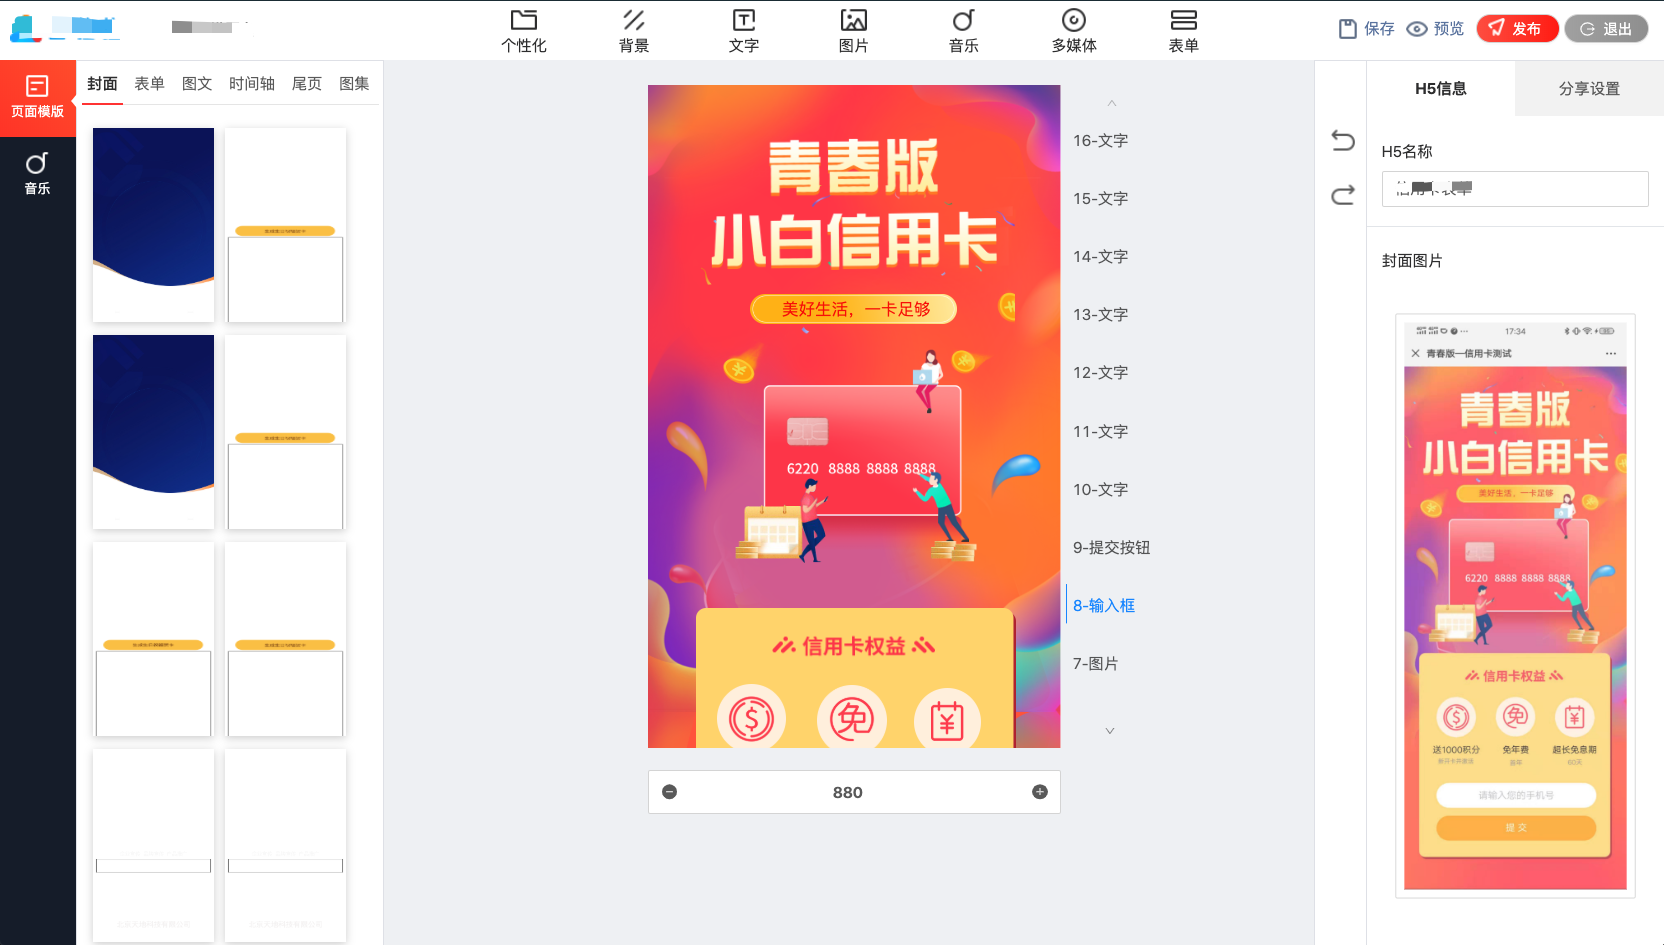 个性化
背景
文字
图片
音乐
多媒体
表单
保存
预览
发布
退出
页面模版
音乐
封面
表单
图文
时间轴
尾页
图集
青春版
小白信用卡
美好生活，一卡足够
6220 8888 8888 8888
信用卡权益
免
880
16-文字
15-文字
14-文字
13-文字
12-文字
11-文字
10-文字
9-提交按钮
8-输入框
7-图片
H5信息
分享设置
H5名称
封面图片
17:34
青春版—信用卡测试
青春版
小白信用卡
美好生活，一卡足够
6220 8888 8888 8888
信用卡权益
免
送1000积分
免年费
超长免息期
首年
60天
请输入您的手机号
提 交